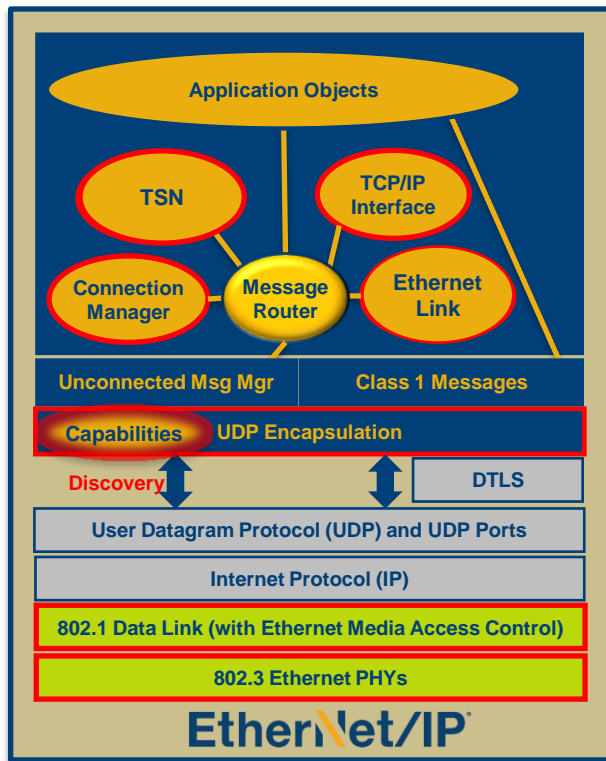 Application Objects
TSN
TCP/IP
Interface
Connection
Manager
Message
Router
Ethernet
Link
Unconnected Msg Mgr
Class 1 Messages
Capabilities
UDP Encapsulation
Discovery
DTLS
User Datagram Protocol (UDP) and UDP Ports
Internet Protocol (IP)
802.1 Data Link (with Ethernet Media Access Control)
802.3 Ethernet PHYs
EtherNet/IP